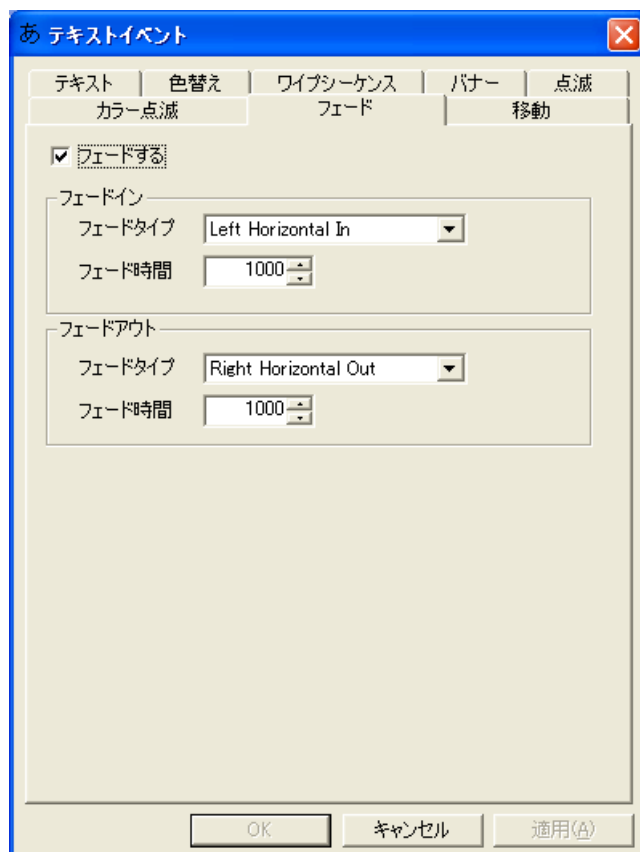 あ テキストイベント
テキスト 色替え ワイプシーケンス バナー 点滅
カラー点滅 フェード 移動
フェードする
フェードイン
フェードタイプ Left Horizontal In
フェード時間 1000
フェードアウト
フェードタイプ Right Horizontal Out
フェード時間 1000
OK キャンセル 適用(A)